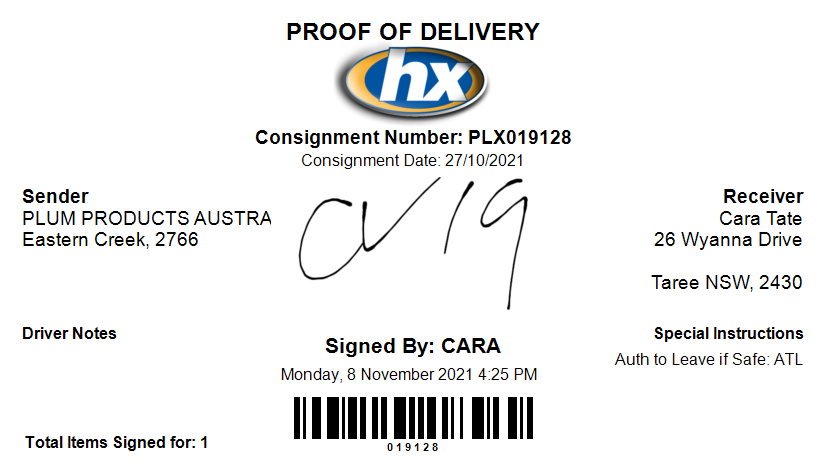 PROOF OF DELIVERY
hx
Consignment Number: PLX019128
Consignment Date: 27/10/2021
Sender
PLUM PRODUCTS AUSTRA
Eastern Creek, 2766
Receiver
Cara Tate
26 Wyanna Drive
Taree NSW, 2430
CV19
Driver Notes
Signed By: CARA
Monday, 8 November 2021 4:25 PM
Special Instructions
Auth to Leave if Safe: ATL
019128
Total Items Signed for: 1